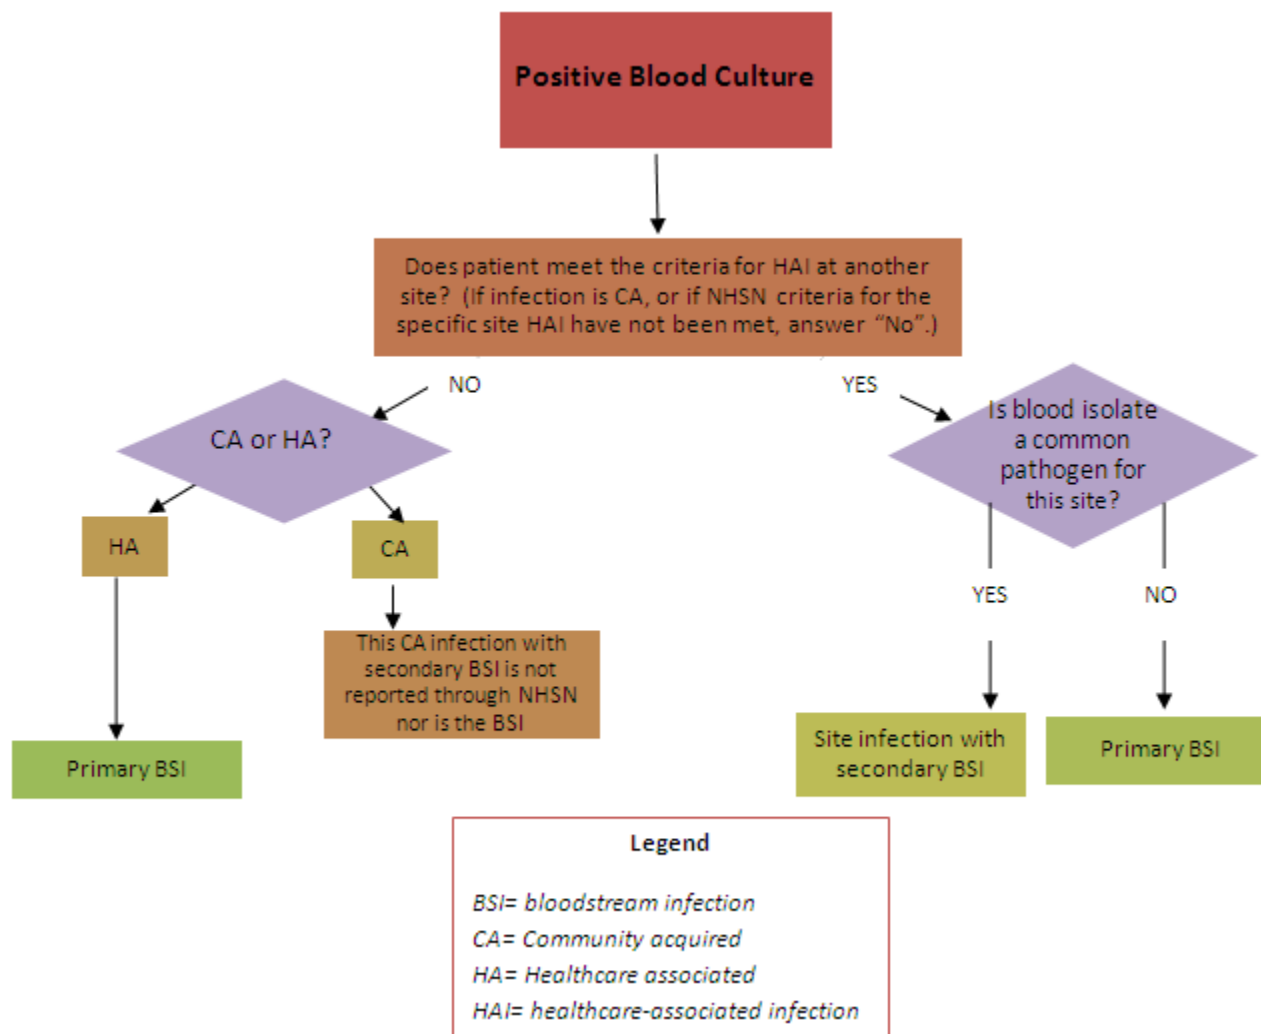 Positive Blood Culture
Does patient meet the criteria for HAI at another
site?  (If infection is CA, or if NHSN criteria for the
specific site HAI have not been met, answer “No”.)
NO
YES
CA or HA?
Is blood isolate
a common
pathogen for
this site?
HA
CA
YES
NO
This CA infection with
secondary BSI is not
reported through NHSN
nor is the BSI
Primary BSI
Site infection with
secondary BSI
Primary BSI
Legend
BSI= bloodstream infection
CA= Community acquired
HA= Healthcare associated
HAI= healthcare-associated infection